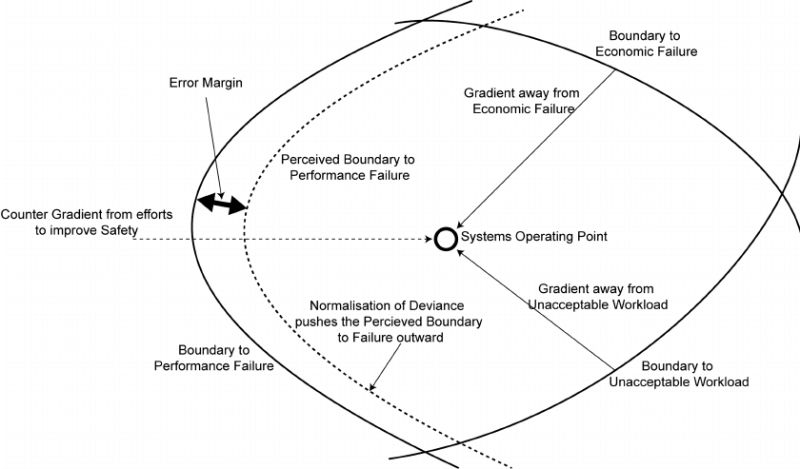 Boundary to
Economic Failure
Error Margin
Gradient away from
Economic Failure
Perceived Boundary to
Performance Failure
Counter Gradient from efforts
to improve Safety
Systems Operating Point
Gradient away from
Unacceptable Workload
Normalisation of Deviance
pushes the Percieved Boundary
to Failure outward
Boundary to
Performance Failure
Boundary to
Unacceptable Workload